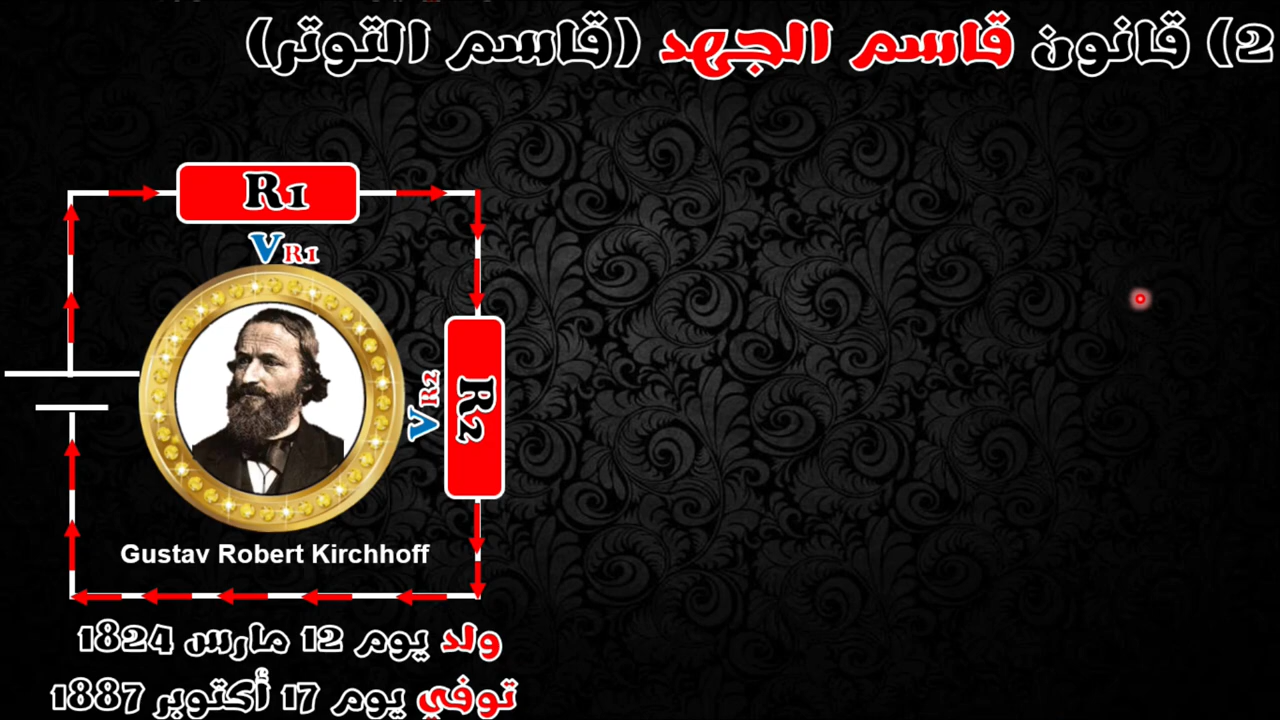 2) قانون قاسم الجهد (قاسم التوتر)
R1
VR1
VR2
R2
Gustav Robert Kirchhoff
ولد يوم 12 مارس 1824
توفي يوم 17 أكتوبر 1887